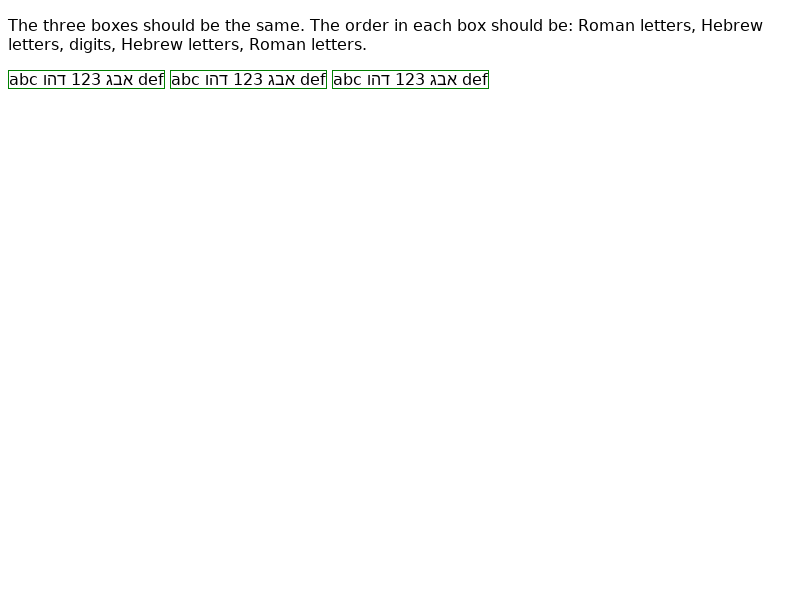 The three boxes should be the same. The order in each box should be: Roman letters, Hebrew
letters, digits, Hebrew letters, Roman letters.
abc אבג 123 דהו def abc אבג 123 דהו def abc אבג 123 דהו def